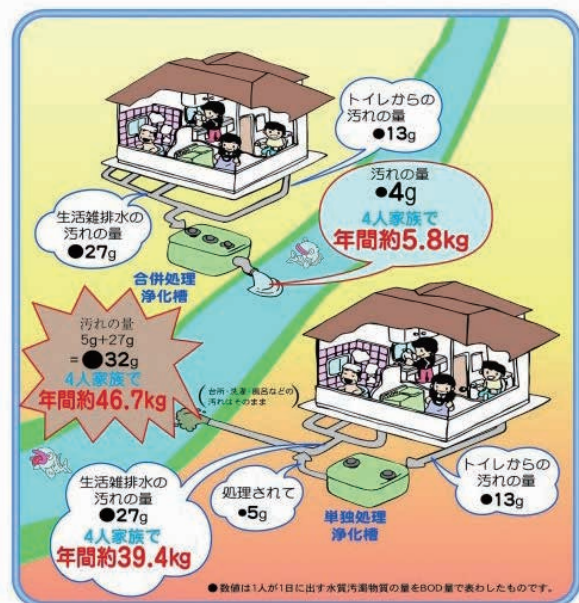 トイレからの
汚れの量
●13g
汚れの量
●4g
4人家族で
年間約5.8kg
生活雑排水の
汚れの量
●27g
合併処理
浄化槽
汚れの量
5g+27g
=●32g
4人家族で
年間約46.7kg
(台所・洗濯・風呂などの
汚れはそのまま)
生活雑排水の
汚れの量
●27g
4人家族で
年間約39.4kg
処理されて
●5g
単独処理
浄化槽
トイレからの
汚れの量
●13g
●数値は1人が1日に出す水質汚濁物質の量をBOD量で表わしたものです。